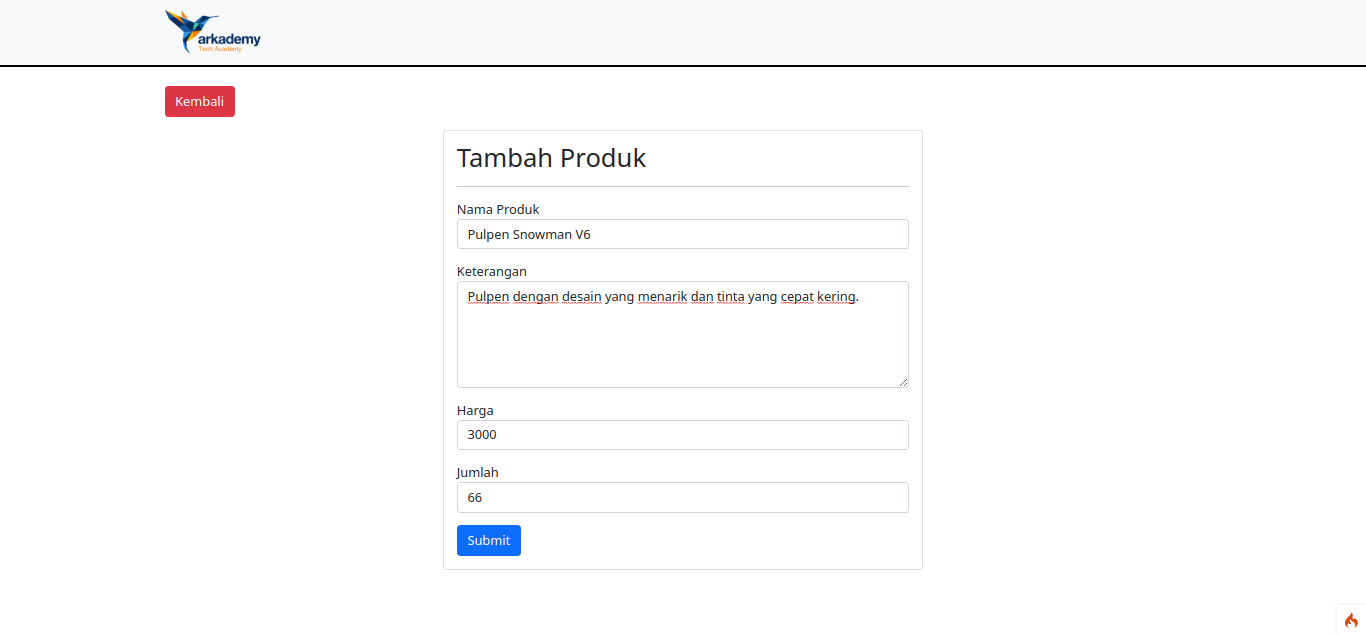 arkademy
Tech Academy
Kembali
Tambah Produk
Nama Produk
Pulpen Snowman V6
Keterangan
Pulpen dengan desain yang menarik dan tinta yang cepat kering.
Harga
3000
Jumlah
66
Submit